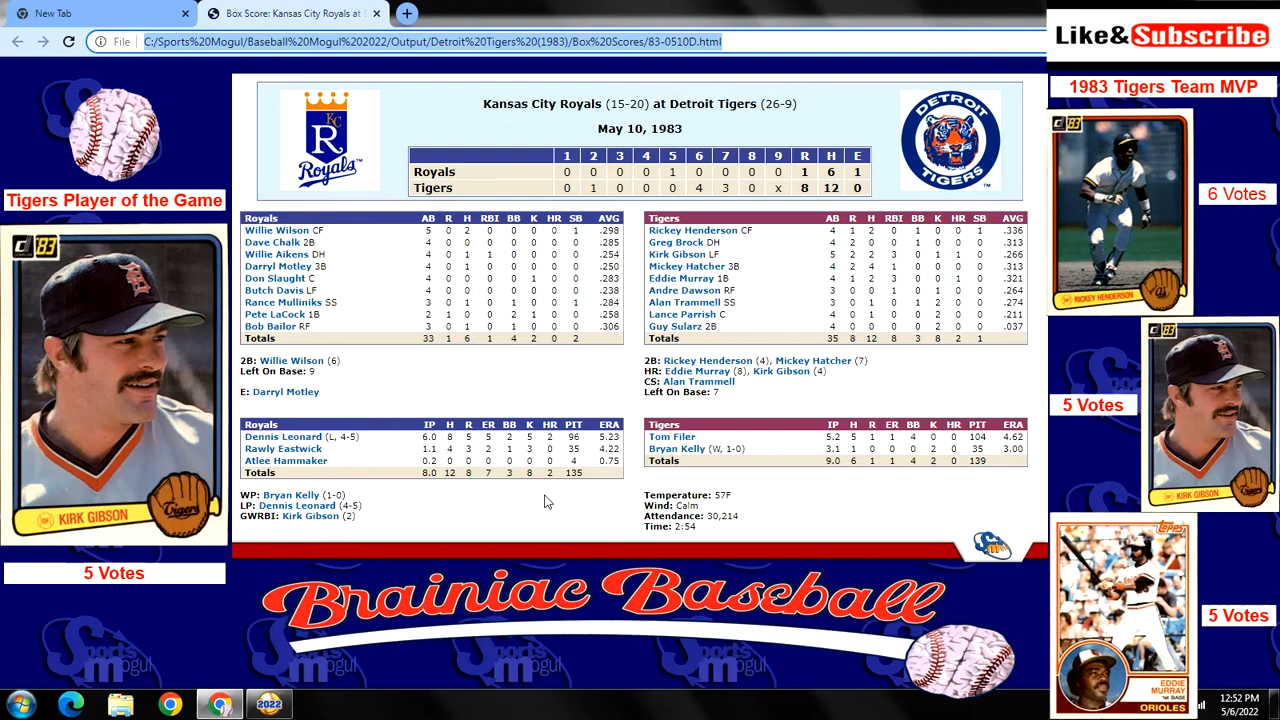 New Tab
Box Score: Kansas City Royals at
File C:/Sports%20Mogul/Baseball%20Mogul%202022/Output/Detroit%20Tigers%20(1983)/Box%20Scores/83-0510D.html
Like&Subscribe
1983 Tigers Team MVP
6 Votes
RICKEY HENDERSON
5 Votes
KIRK GIBSON
Topps
EDDIE
MURRAY
1st BASE
ORIOLES
5 Votes
Tigers Player of the Game
'83
Tigers
KIRK GIBSON
5 Votes
KC
R
Royals
DETROIT
TIGERS
Kansas City Royals (15-20) at Detroit Tigers (26-9)
May 10, 1983
1 2 3 4 5 6 7 8 9 R H E
Royals 0 0 0 0 1 0 0 0 0 1 6 1
Tigers 0 1 0 0 0 4 3 0 x 8 12 0
Royals AB R H RBI BB K HR SB AVG
Willie Wilson CF 5 0 2 0 0 0 0 1 .298
Dave Chalk 2B 4 0 0 0 0 0 0 0 .285
Willie Aikens DH 4 0 1 1 0 0 0 0 .254
Darryl Motley 3B 4 0 1 0 0 0 0 0 .250
Don Slaught C 4 0 0 0 0 0 0 0 .283
Butch Davis LF 4 0 0 0 0 0 0 0 .238
Rance Mulliniks SS 3 0 0 0 1 0 0 1 .284
Pete LaCock 1B 2 1 0 0 2 1 0 0 .258
Bob Bailor RF 3 0 1 0 1 0 0 0 .306
Totals 33 1 6 1 4 2 0 2
2B: Willie Wilson (6)
Left On Base: 9
E: Darryl Motley
Tigers AB R H RBI BB K HR SB AVG
Rickey Henderson CF 4 1 2 0 1 0 0 1 .336
Greg Brock DH 4 2 0 0 1 0 0 0 .313
Kirk Gibson LF 5 2 2 3 0 1 1 0 .266
Mickey Hatcher 3B 4 2 4 1 0 0 0 0 .313
Eddie Murray 1B 4 1 2 3 0 1 1 0 .321
Andre Dawson RF 3 0 0 0 1 1 0 0 .264
Alan Trammell SS 4 0 1 0 0 1 0 0 .274
Lance Parrish C 4 0 1 0 0 2 0 0 .211
Guy Sularz 2B 4 0 0 0 0 2 0 0 .037
Totals 35 8 12 8 3 8 2 1
2B: Rickey Henderson (4), Mickey Hatcher (7)
HR: Eddie Murray (8), Kirk Gibson (4)
CS: Alan Trammell
Left On Base: 7
Royals IP H R ER BB K HR PIT ERA
Dennis Leonard (L, 4-5) 6.0 8 5 5 2 5 2 96 5.23
Rawly Eastwick 1.1 4 3 2 1 3 0 35 4.22
Atlee Hammaker 0.2 0 0 0 0 0 0 4 0.75
Totals 8.0 12 8 7 3 8 2 135
WP: Bryan Kelly (1-0)
LP: Dennis Leonard (4-5)
GWRBI: Kirk Gibson (2)
Tigers IP H R ER BB K HR PIT ERA
Tom Filer 5.2 5 1 1 4 0 0 104 4.62
Bryan Kelly (W, 1-0) 3.1 1 0 0 0 2 0 35 3.00
Totals 9.0 6 1 1 4 2 0 139
Temperature: 57F
Wind: Calm
Attendance: 30,214
Time: 2:54
Brainiac Baseball
Sports
Mogul
2022
12:52 PM
5/6/2022